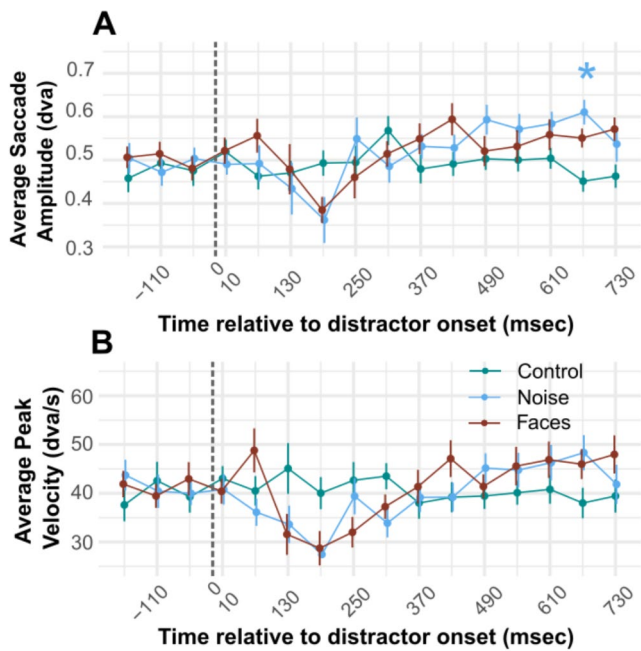 A
Average Saccade
Amplitude (dva)
0.7
0.6
0.5
0.4
0.3
*
−110
0
10
130
250
370
490
610
730
Time relative to distractor onset (msec)
B
Average Peak
Velocity (dva/s)
60
50
40
30
Control
Noise
Faces
−110
0
10
130
250
370
490
610
730
Time relative to distractor onset (msec)